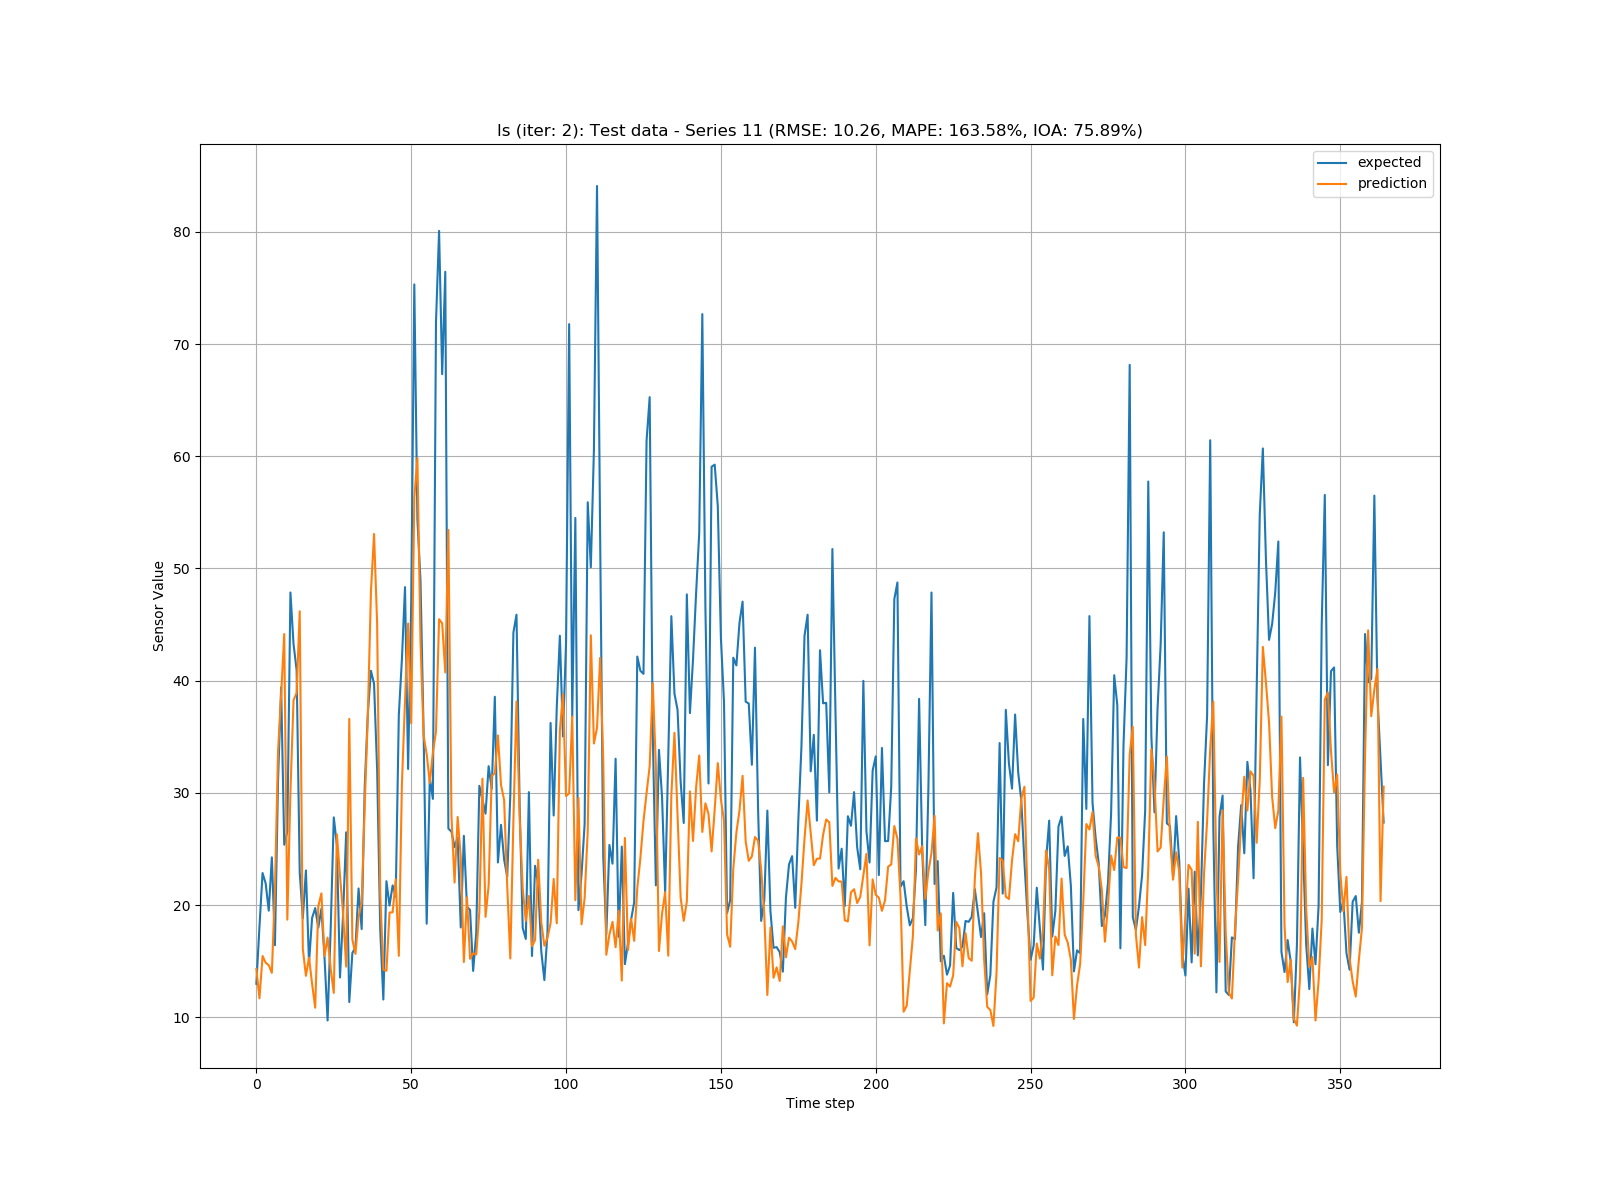 ls (iter: 2): Test data - Series 11 (RMSE: 10.26, MAPE: 163.58%, IOA: 75.89%)
expected
prediction
80
70
60
50
40
30
20
10
Sensor Value
0 50 100 150 200 250 300 350
Time step